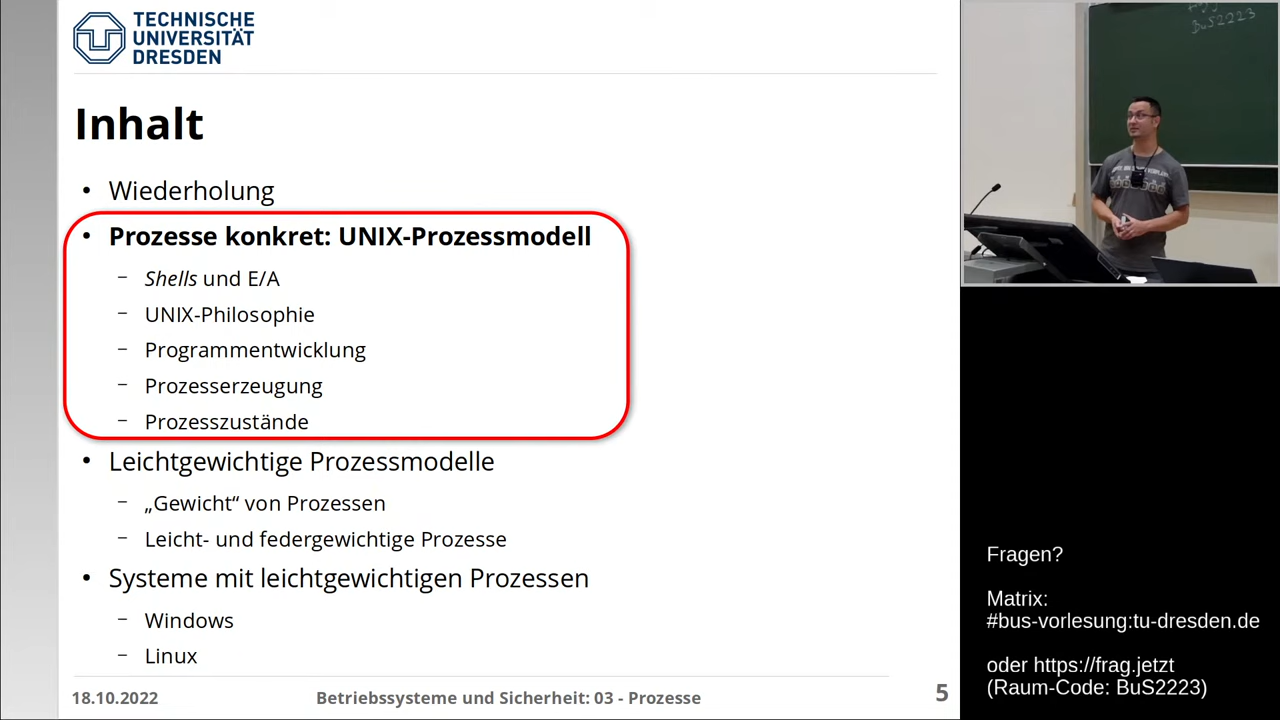 TECHNISCHE
UNIVERSITÄT
DRESDEN
Inhalt
• Wiederholung
• Prozesse konkret: UNIX-Prozessmodell
– Shells und E/A
– UNIX-Philosophie
– Programmentwicklung
– Prozesserzeugung
– Prozesszustände
• Leichtgewichtige Prozessmodelle
– „Gewicht“ von Prozessen
– Leicht- und federgewichtige Prozesse
• Systeme mit leichtgewichtigen Prozessen
– Windows
– Linux
18.10.2022
Betriebssysteme und Sicherheit: 03 - Prozesse
5
BuS2223
Fragen?
Matrix:
#bus-vorlesung:tu-dresden.de
oder https://frag.jetzt
(Raum-Code: BuS2223)